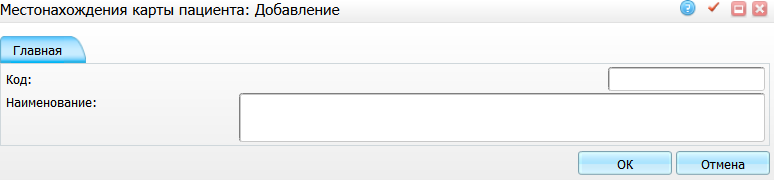 Местонахождения карты пациента: Добавление
Главная
Код:
Наименование:
ОК Отмена